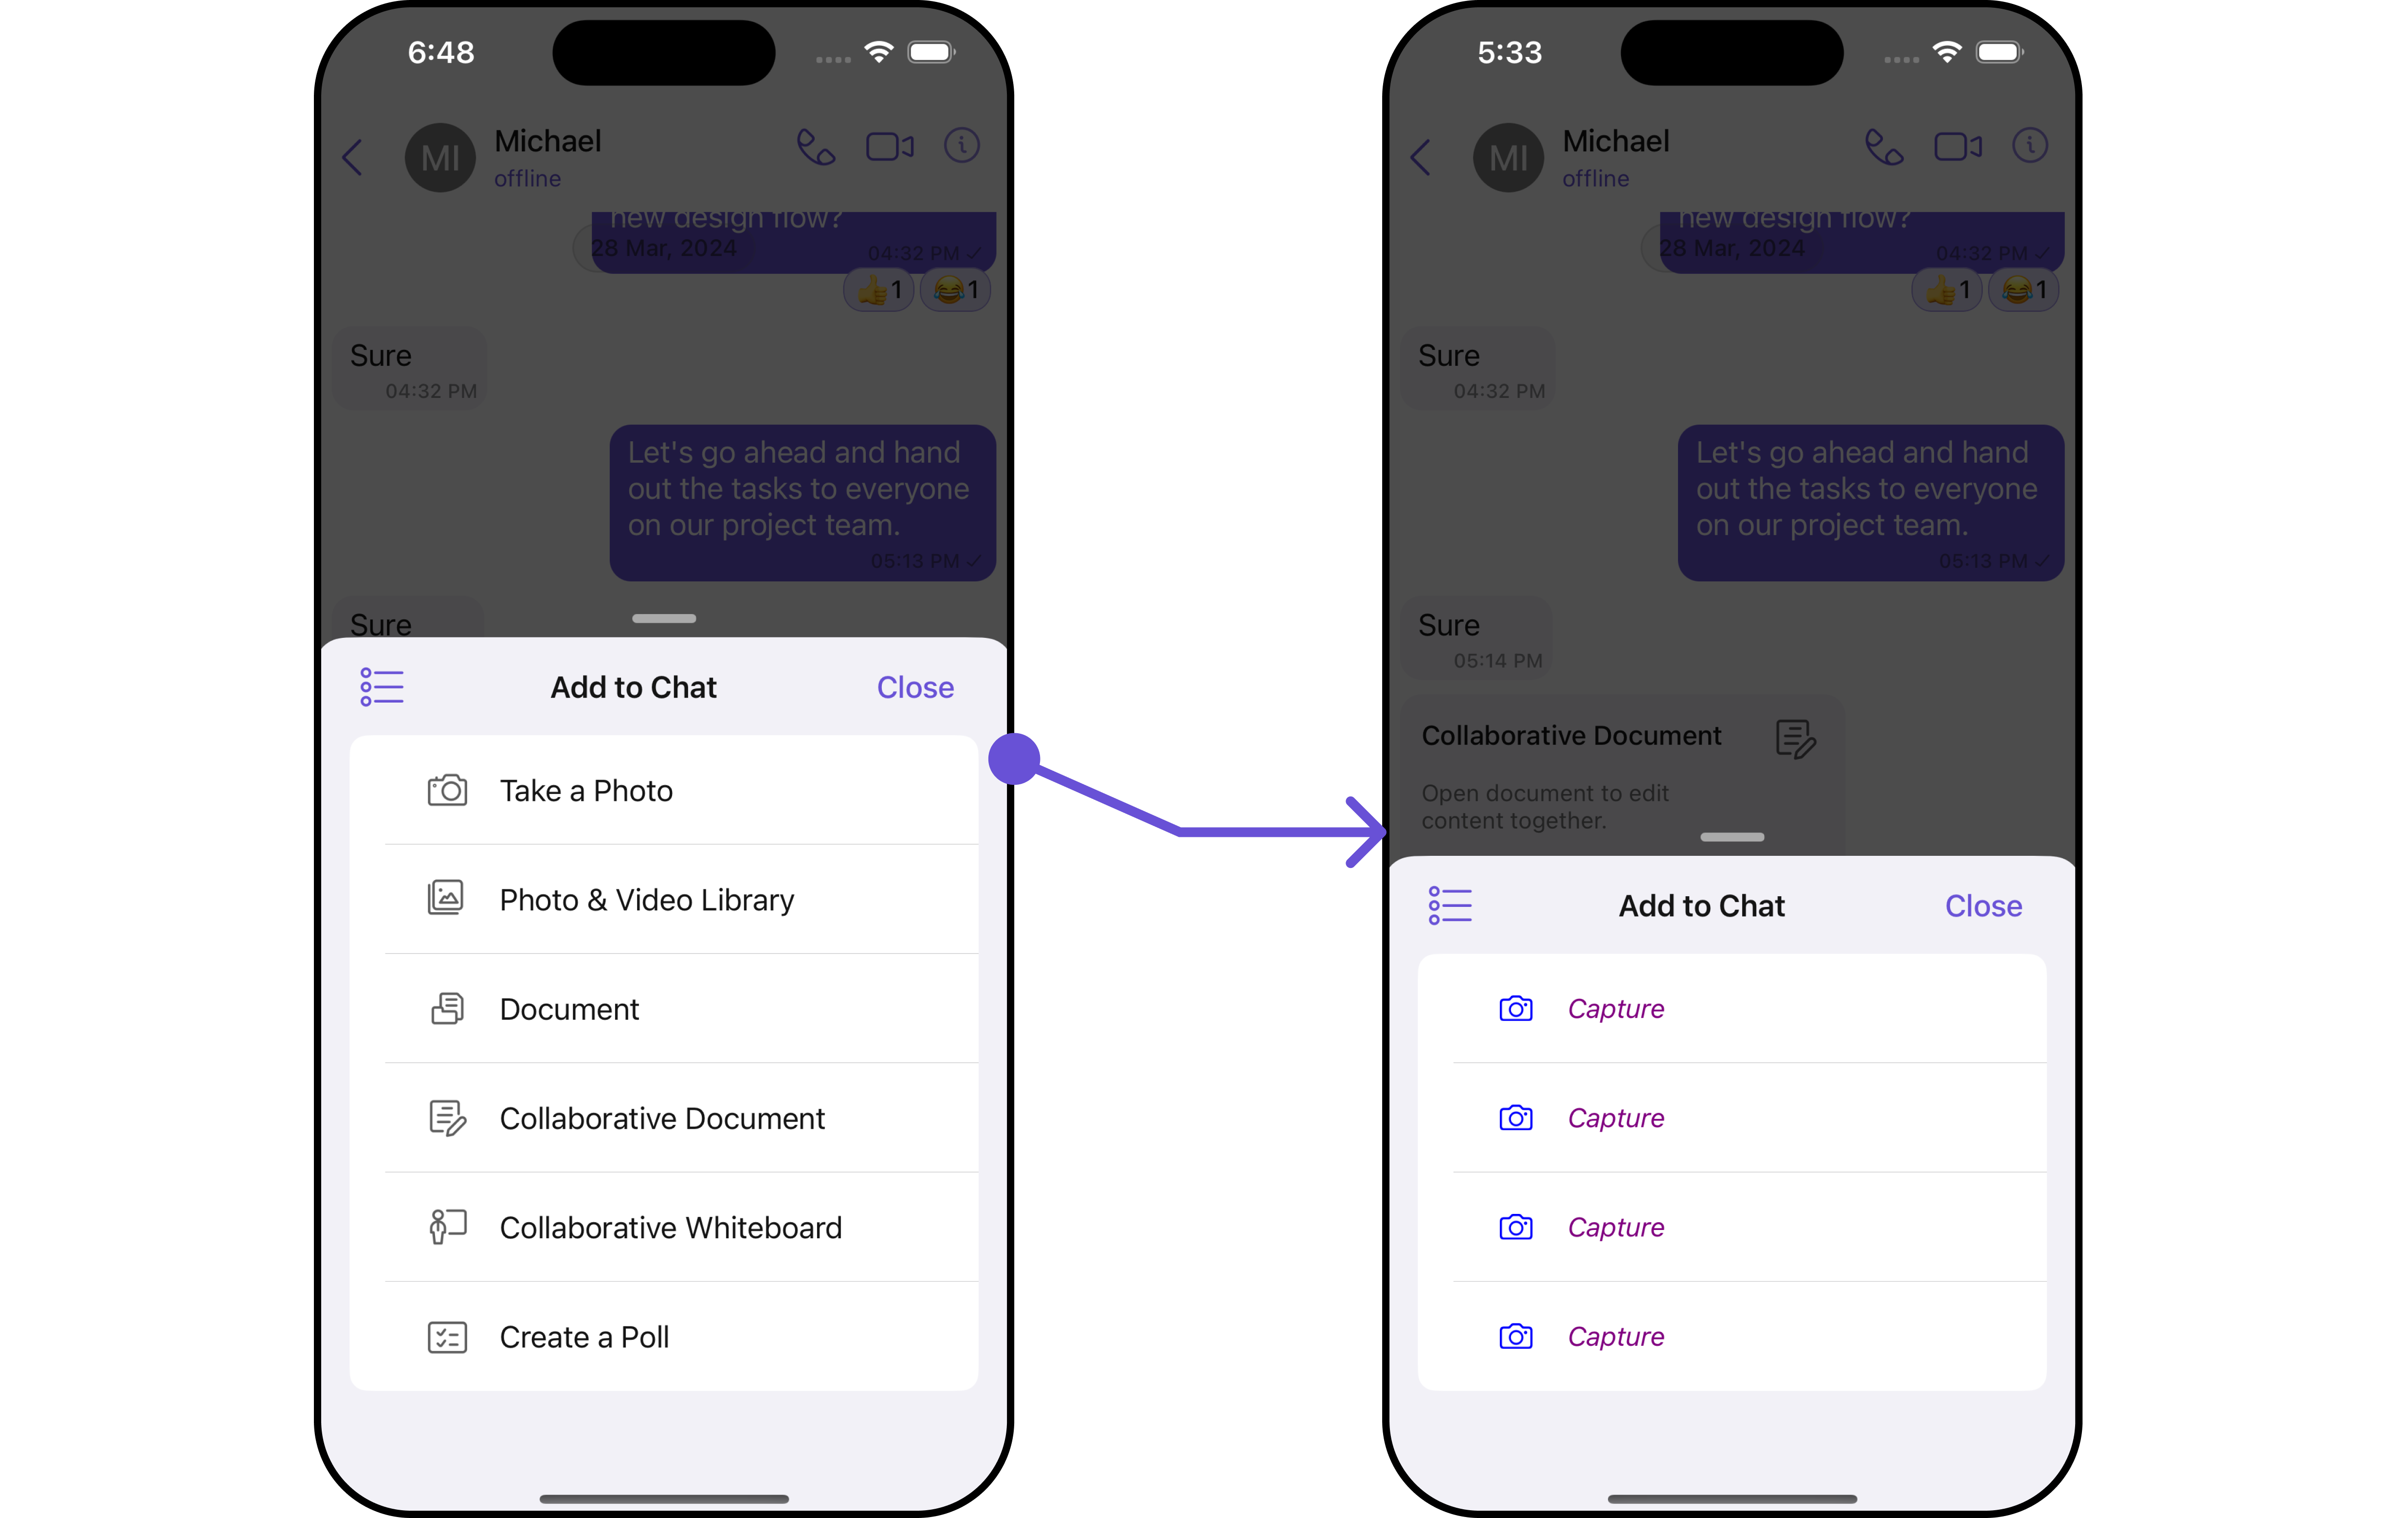 6:48
MI
Michael
offline
new design flow?
28 Mar, 2024
04:32 PM
👍1 😂1
Sure
04:32 PM
Let's go ahead and hand
out the tasks to everyone
on our project team.
05:13 PM
Sure
Add to Chat
Close
Take a Photo
Photo & Video Library
Document
Collaborative Document
Collaborative Whiteboard
Create a Poll
5:33
MI
Michael
offline
new design flow?
28 Mar, 2024
04:32 PM
👍1 😂1
Sure
04:32 PM
Let's go ahead and hand
out the tasks to everyone
on our project team.
05:13 PM
Sure
05:14 PM
Collaborative Document
Open document to edit
content together.
Add to Chat
Close
Capture
Capture
Capture
Capture